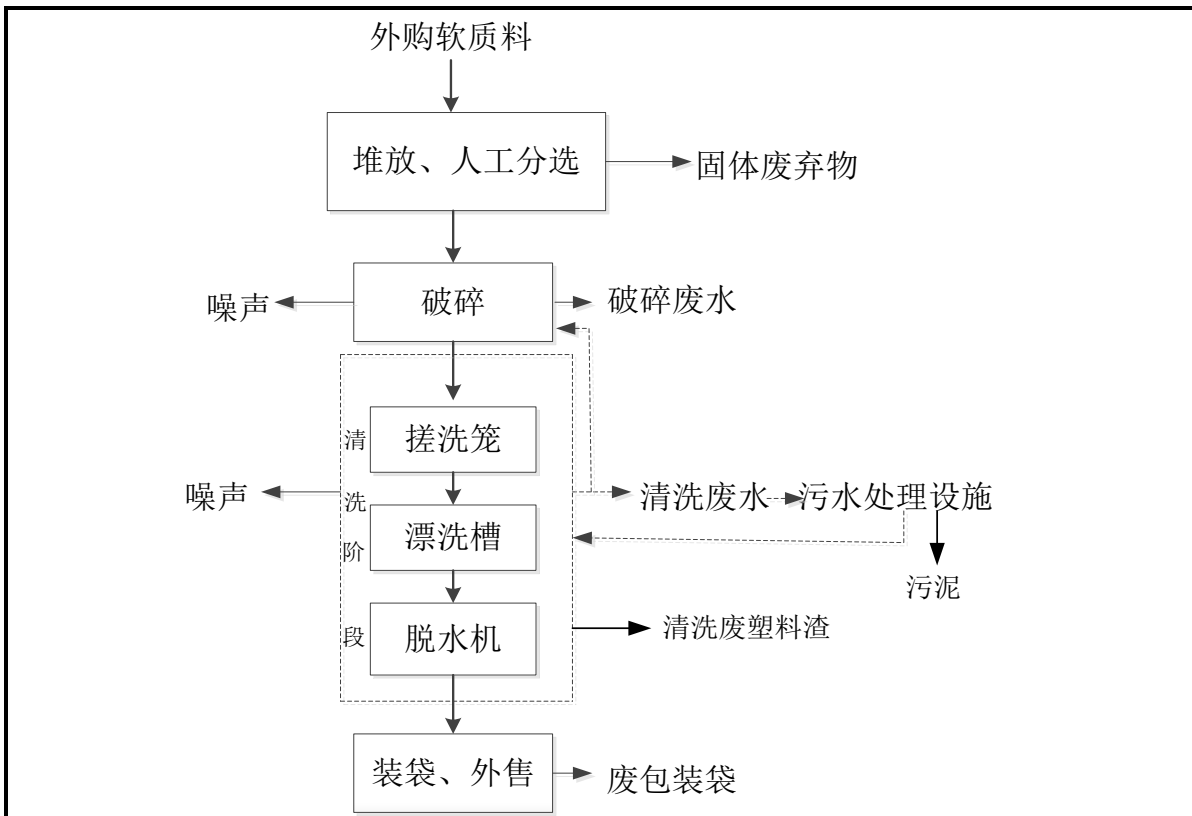 外购软质料
堆放、人工分选
固体废弃物
噪声
破碎
破碎废水
清洗阶段
搓洗笼
噪声
清洗废水
污水处理设施
漂洗槽
污泥
脱水机
清洗废塑料渣
装袋、外售
废包装袋